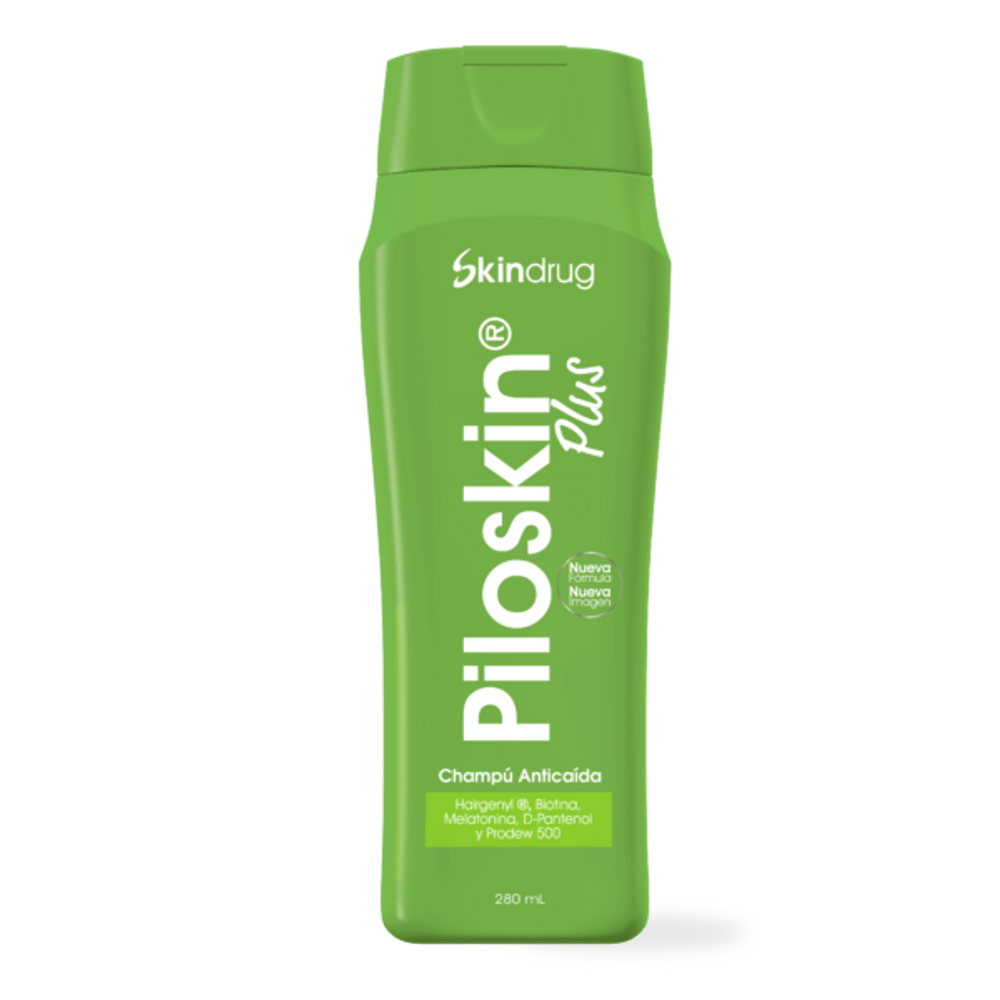 Skindrug
Piloskin®
Plus
Nueva
Fórmula
Nueva
Imagen
Champú Anticaída
Hairgenyl ®, Biotina,
Melatonina, D-Pantenol
y Prodew 500
280 mL